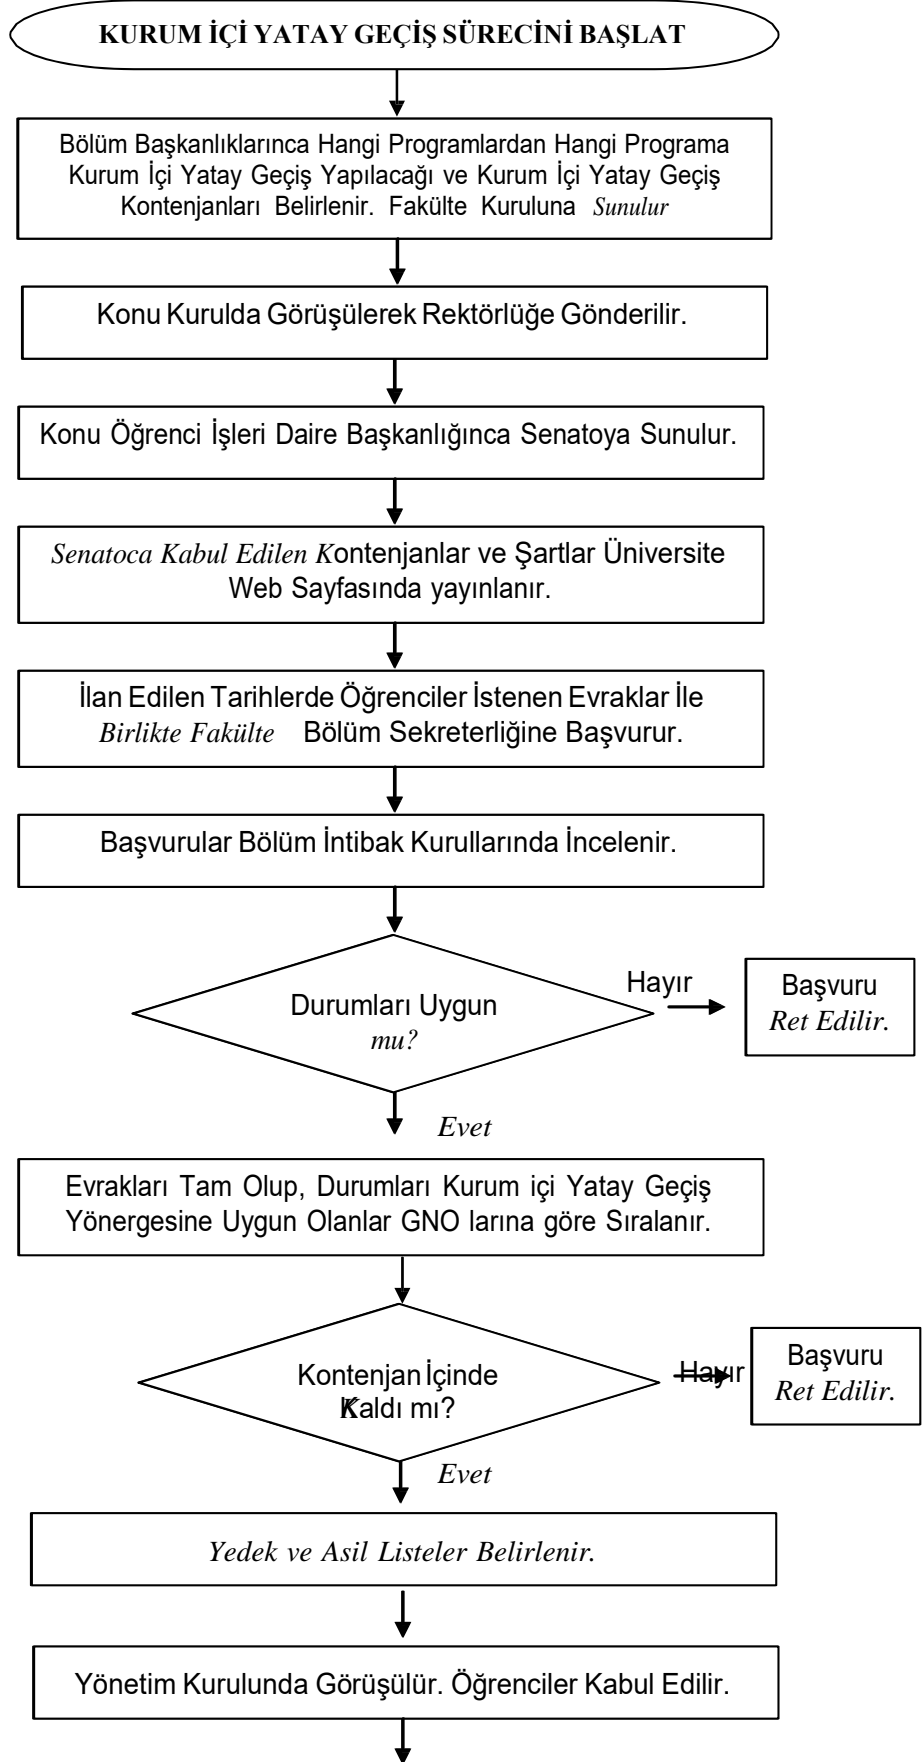 KURUM İÇİ YATAY GEÇİŞ SÜRECİNİ BAŞLAT
Bölüm Başkanlıklarınca Hangi Programlardan Hangi Programa
Kurum İçi Yatay Geçiş Yapılacağı ve Kurum İçi Yatay Geçiş
Kontenjanları Belirlenir. Fakülte Kuruluna Sunulur
Konu Kurulda Görüşülerek Rektörlüğe Gönderilir.
Konu Öğrenci İşleri Daire Başkanlığınca Senatoya Sunulur.
Senatoca Kabul Edilen Kontenjanlar ve Şartlar Üniversite
Web Sayfasında yayınlanır.
İlan Edilen Tarihlerde Öğrenciler İstenen Evraklar İle
Birlikte Fakülte Bölüm Sekreterliğine Başvurur.
Başvurular Bölüm İntibak Kurullarında İncelenir.
Durumları Uygun
mu?
Hayır
Başvuru
Ret Edilir.
Evet
Evrakları Tam Olup, Durumları Kurum içi Yatay Geçiş
Yönergesine Uygun Olanlar GNO larına göre Sıralanır.
Kontenjan İçinde
Kaldı mı?
Hayır
Başvuru
Ret Edilir.
Evet
Yedek ve Asil Listeler Belirlenir.
Yönetim Kurulunda Görüşülür. Öğrenciler Kabul Edilir.